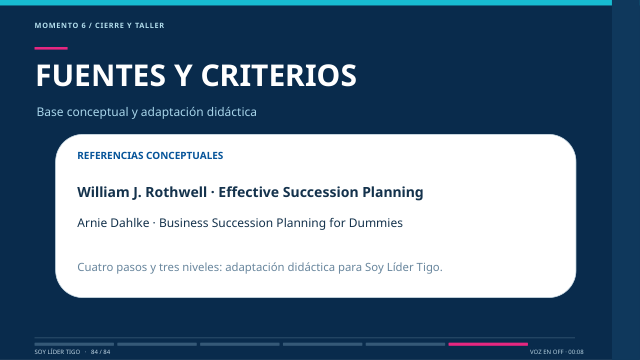 MOMENTO 6 / CIERRE Y TALLER
FUENTES Y CRITERIOS
Base conceptual y adaptación didáctica
REFERENCIAS CONCEPTUALES
William J. Rothwell · Effective Succession Planning
Arnie Dahlke · Business Succession Planning for Dummies
Cuatro pasos y tres niveles: adaptación didáctica para Soy Líder Tigo.
SOY LÍDER TIGO · 84 / 84
VOZ EN OFF · 00:08